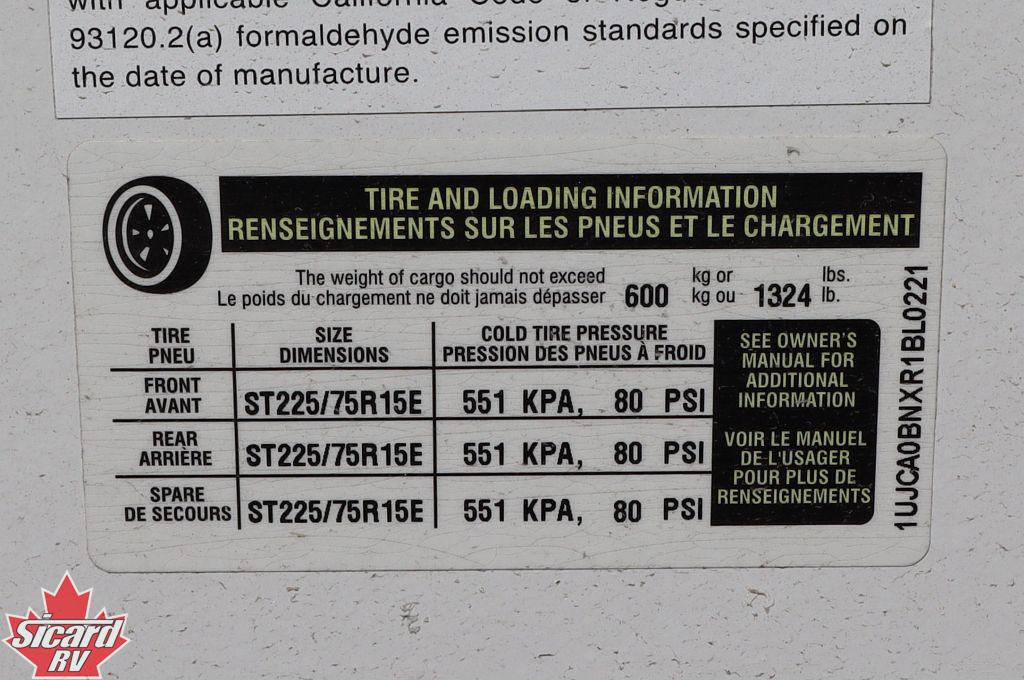 with applicable California Code of
93120.2(a) formaldehyde emission standards specified on
the date of manufacture.
TIRE AND LOADING INFORMATION
RENSEIGNEMENTS SUR LES PNEUS ET LE CHARGEMENT
The weight of cargo should not exceed
Le poids du chargement ne doit jamais dépasser
600
kg or
kg ou
1324
lbs.
lb.
TIRE
PNEU
SIZE
DIMENSIONS
COLD TIRE PRESSURE
PRESSION DES PNEUS À FROID
FRONT
AVANT
ST225/75R15E
551 KPA, 80 PSI
REAR
ARRIÈRE
ST225/75R15E
551 KPA, 80 PSI
SPARE
DE SECOURS
ST225/75R15E
551 KPA, 80 PSI
SEE OWNER'S
MANUAL FOR
ADDITIONAL
INFORMATION
VOIR LE MANUEL
DE L'USAGER
POUR PLUS DE
RENSEIGNEMENTS
1UJCA0BNXR1BL0221
Sicard
RV